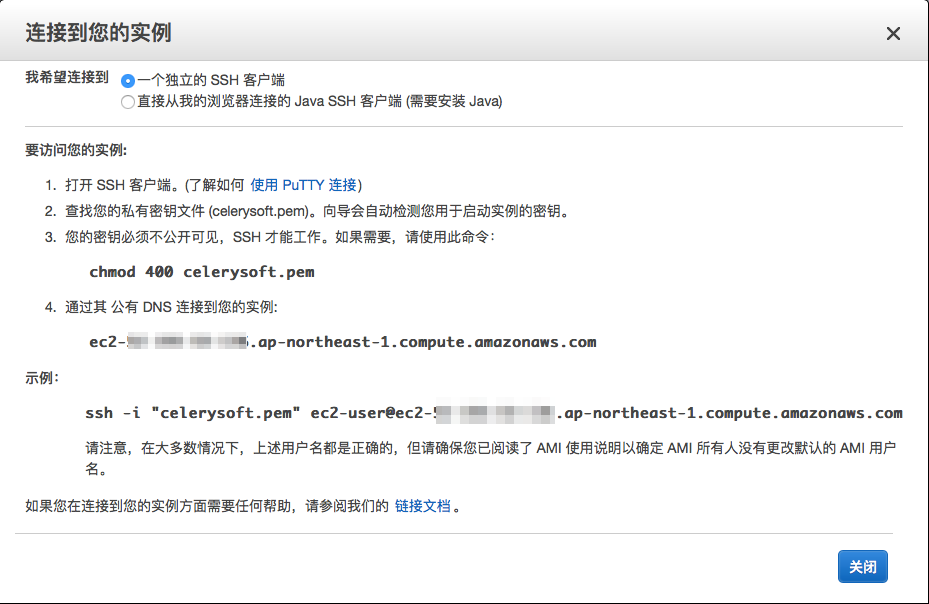 连接到您的实例
我希望连接到
一个独立的 SSH 客户端
直接从我的浏览器连接的 Java SSH 客户端 (需要安装 Java)
要访问您的实例:
1. 打开 SSH 客户端。(了解如何 使用 PuTTY 连接)
2. 查找您的私有密钥文件 (celerysoft.pem)。向导会自动检测您用于启动实例的密钥。
3. 您的密钥必须不公开可见，SSH 才能工作。如果需要，请使用此命令：
chmod 400 celerysoft.pem
4. 通过其 公有 DNS 连接到您的实例:
ec2-.ap-northeast-1.compute.amazonaws.com
示例：
ssh -i "celerysoft.pem" ec2-user@ec2-.ap-northeast-1.compute.amazonaws.com
请注意，在大多数情况下，上述用户名都是正确的，但请确保您已阅读了 AMI 使用说明以确定 AMI 所有人没有更改默认的 AMI 用户
名。
如果您在连接到您的实例方面需要任何帮助，请参阅我们的 链接文档 。
关闭